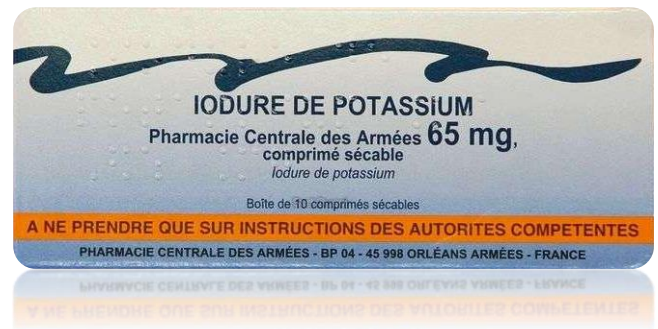 IODURE DE POTASSIUM
Pharmacie Centrale des Armées 65 mg,
comprimé sécable
Iodure de potassium
Boîte de 10 comprimés sécables
A NE PRENDRE QUE SUR INSTRUCTIONS DES AUTORITES COMPETENTES
PHARMACIE CENTRALE DES ARMÉES - BP 04 - 45 998 ORLÉANS ARMÉES - FRANCE